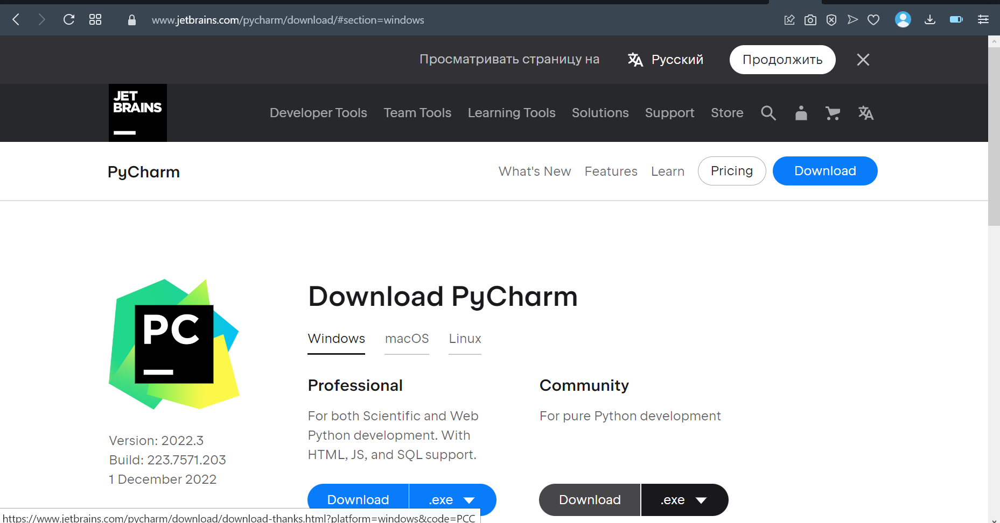 www.jetbrains.com/pycharm/download/#section=windows
Просматривать страницу на Русский Продолжить
JET
BRAINS
Developer Tools Team Tools Learning Tools Solutions Support Store
PyCharm What's New Features Learn Pricing Download
PC
Download PyCharm
Windows macOS Linux
Professional
For both Scientific and Web
Python development. With
HTML, JS, and SQL support.
Download .exe
Community
For pure Python development
Download .exe
Version: 2022.3
Build: 223.7571.203
1 December 2022
https://www.jetbrains.com/pycharm/download/download-thanks.html?platform=windows&code=PCC